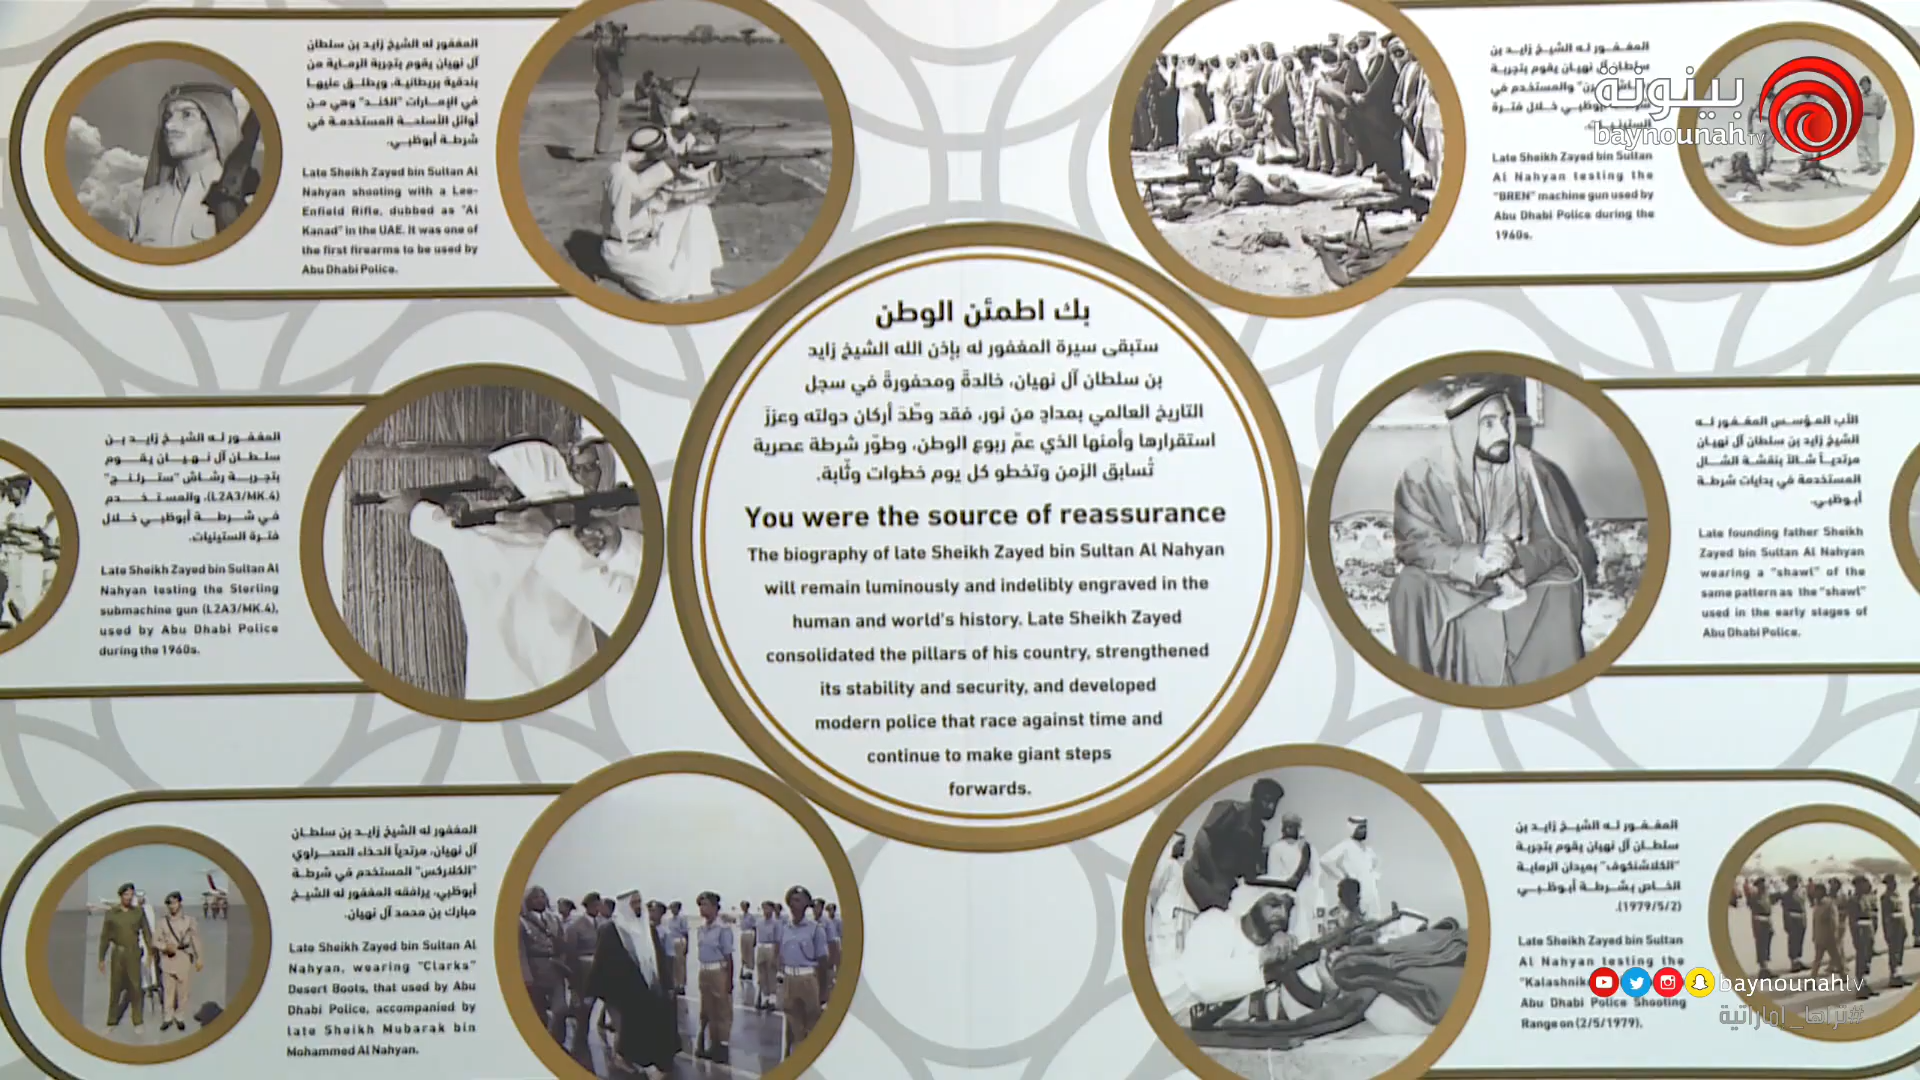 المغفور له الشيخ زايد بن سلطان
آل نهيان يقوم بتجربة الرماية من
بندقية بريطانية، ويطلق عليها
في الإمارات "الكند" وهي من
أوائل الأسلحة المستخدمة في
شرطة أبوظبي.
Late Sheikh Zayed bin Sultan Al
Nahyan shooting with a Lee-
Enfield Rifle, dubbed as "Al
Kanad" in the UAE. It was one of
the first firearms to be used by
Abu Dhabi Police.
المغفور له الشيخ زايد بن
سلطان آل نهيان يقوم بتجربة
والمستخدم في
خلال فترة
Late Sheikh Zayed bin Sultan
Al Nahyan testing the
"BREN" machine gun used by
Abu Dhabi Police during the
1960s.
بينونة
baynounah tv
بك اطمئن الوطن
ستبقى سيرة المغفور له بإذن الله الشيخ زايد
بن سلطان آل نهيان، خالدةً ومحفورةً في سجل
التاريخ العالمي بمدادٍ من نور، فقد وطّدَ أركان دولته وعززَ
استقرارها وأمنها الذي عمّ ربوع الوطن، وطوّر شرطة عصرية
تُسابق الزمن وتخطو كل يوم خطوات وثّابة.
You were the source of reassurance
The biography of late Sheikh Zayed bin Sultan Al Nahyan
will remain luminously and indelibly engraved in the
human and world's history. Late Sheikh Zayed
consolidated the pillars of his country, strengthened
its stability and security, and developed
modern police that race against time and
continue to make giant steps
forwards.
المغفور له الشيخ زايد بن
سلطان آل نهيان يقوم
بتجربة رشاش "سترلنج"
(L2A3/MK.4)، والمستخدم
في شرطة أبوظبي خلال
فترة الستينيات.
Late Sheikh Zayed bin Sultan Al
Nahyan testing the Sterling
submachine gun (L2A3/MK.4),
used by Abu Dhabi Police
during the 1960s.
الأب المؤسس المغفور له
الشيخ زايد بن سلطان آل نهيان
مرتدياً شالاً بنقشة الشال
المستخدمة في بدايات شرطة
أبوظبي.
Late founding father Sheikh
Zayed bin Sultan Al Nahyan
wearing a "shawl" of the
same pattern as the "shawl"
used in the early stages of
Abu Dhabi Police.
المغفور له الشيخ زايد بن سلطان
آل نهيان، مرتدياً الحذاء الصحراوي
"الكلاركس" المستخدم في شرطة
أبوظبي، يرافقه المغفور له الشيخ
مبارك بن محمد آل نهيان.
Late Sheikh Zayed bin Sultan Al
Nahyan, wearing "Clarks"
Desert Boots, that used by Abu
Dhabi Police, accompanied by
late Sheikh Mubarak bin
Mohammed Al Nahyan.
المغفور له الشيخ زايد بن
سلطان آل نهيان يقوم بتجربة
"الكلاشنكوف" بميدان الرماية
الخاص بشرطة أبوظبي
(1979/5/2).
Late Sheikh Zayed bin Sultan
Al Nahyan testing the
"Kalashnik
Abu Dhabi Police Shooting
Range on (2/5/1979).
baynounahtv
#تراها_اماراتية